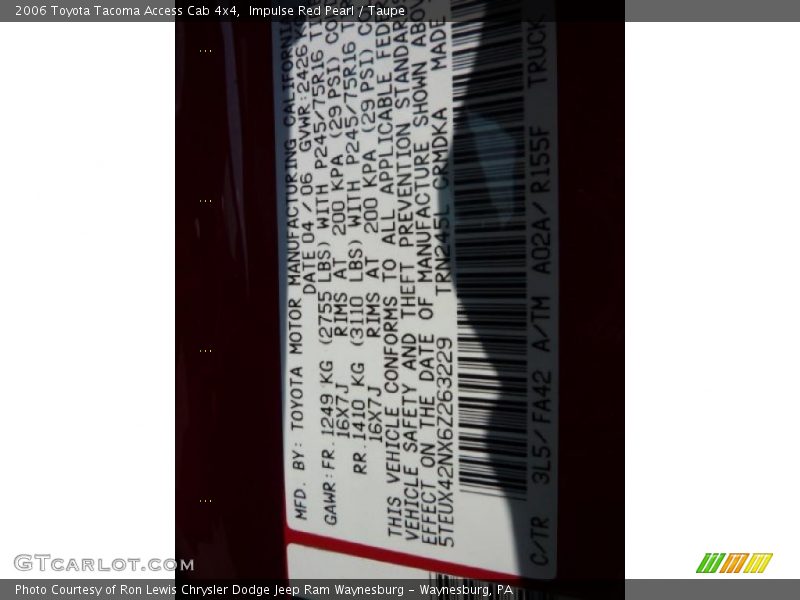 2006 Toyota Tacoma Access Cab 4x4, Impulse Red Pearl / Taupe
MFD. BY: TOYOTA MOTOR MANUFACTURING CALIFORNIA
DATE 04/06 GVWR:2426
GAWR:FR.1249 KG (2755 LBS) WITH P245/75R16
16X7J RIMS AT 200 KPA (29 PSI)
RR.1410 KG (3110 LBS) WITH P245/75R16
16X7J RIMS AT 200 KPA (29 PSI)
THIS VEHICLE CONFORMS TO ALL APPLICABLE
VEHICLE SAFETY AND THEFT PREVENTION
EFFECT ON THE DATE OF MANUFACTURE SHOWN
5TEUX42NX6Z263229 TRN245L CRMDKA MADE
C/TR 3L5/FA42 A/TM A02A/R155F TRUCK
GTCarLot.com
Photo Courtesy of Ron Lewis Chrysler Dodge Jeep Ram Waynesburg - Waynesburg, PA